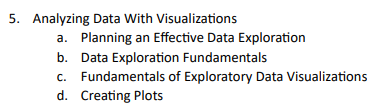 5. Analyzing Data With Visualizations
a. Planning an Effective Data Exploration
b. Data Exploration Fundamentals
c. Fundamentals of Exploratory Data Visualizations
d. Creating Plots